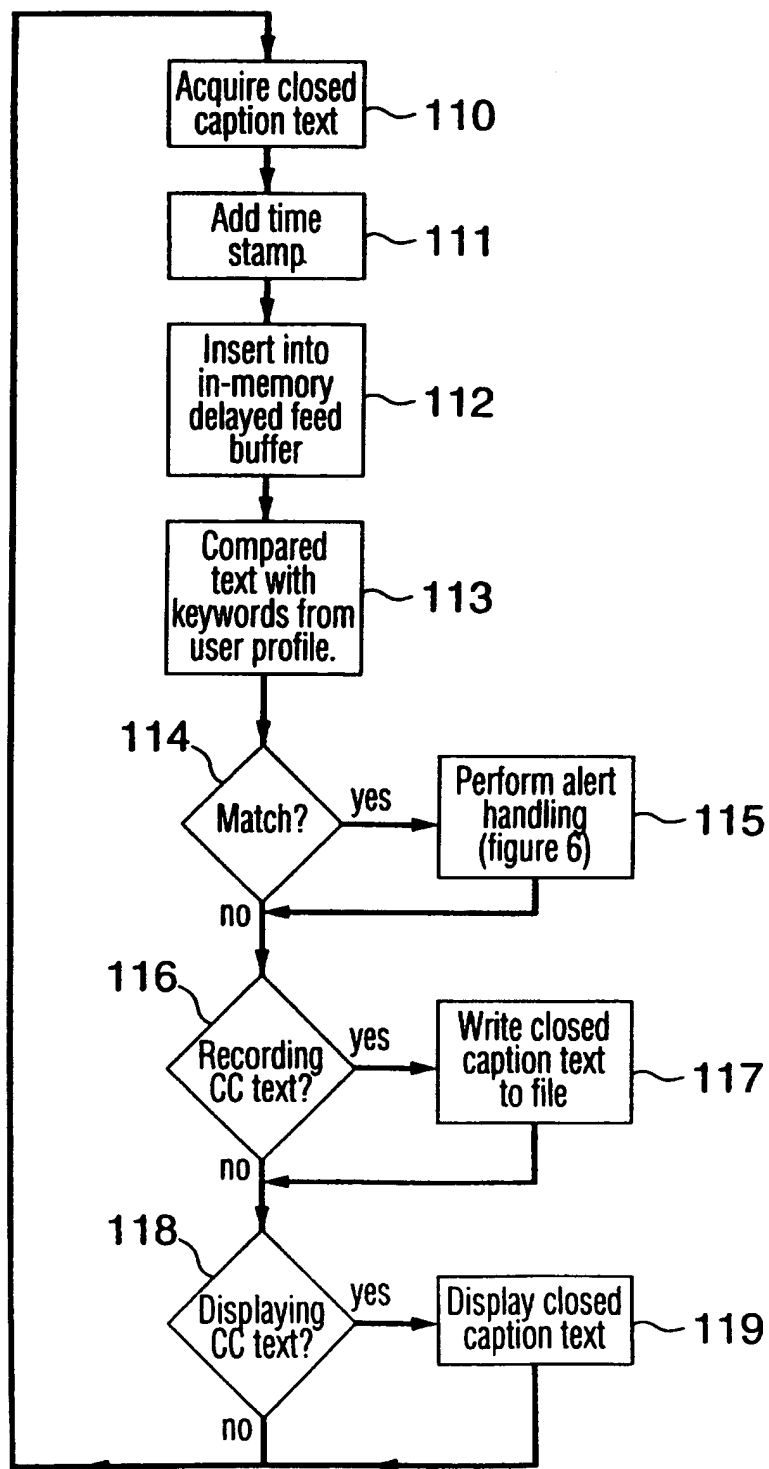 Acquire closed
caption text
110
Add time
stamp.
111
Insert into
in-memory
delayed feed
buffer
112
Compared
text with
keywords from
user profile.
113
114
Match?
yes
Perform alert
handling
(figure 6)
115
no
116
Recording
CC text?
yes
Write closed
caption text
to file
117
no
118
Displaying
CC text?
yes
Display closed
caption text
119
no